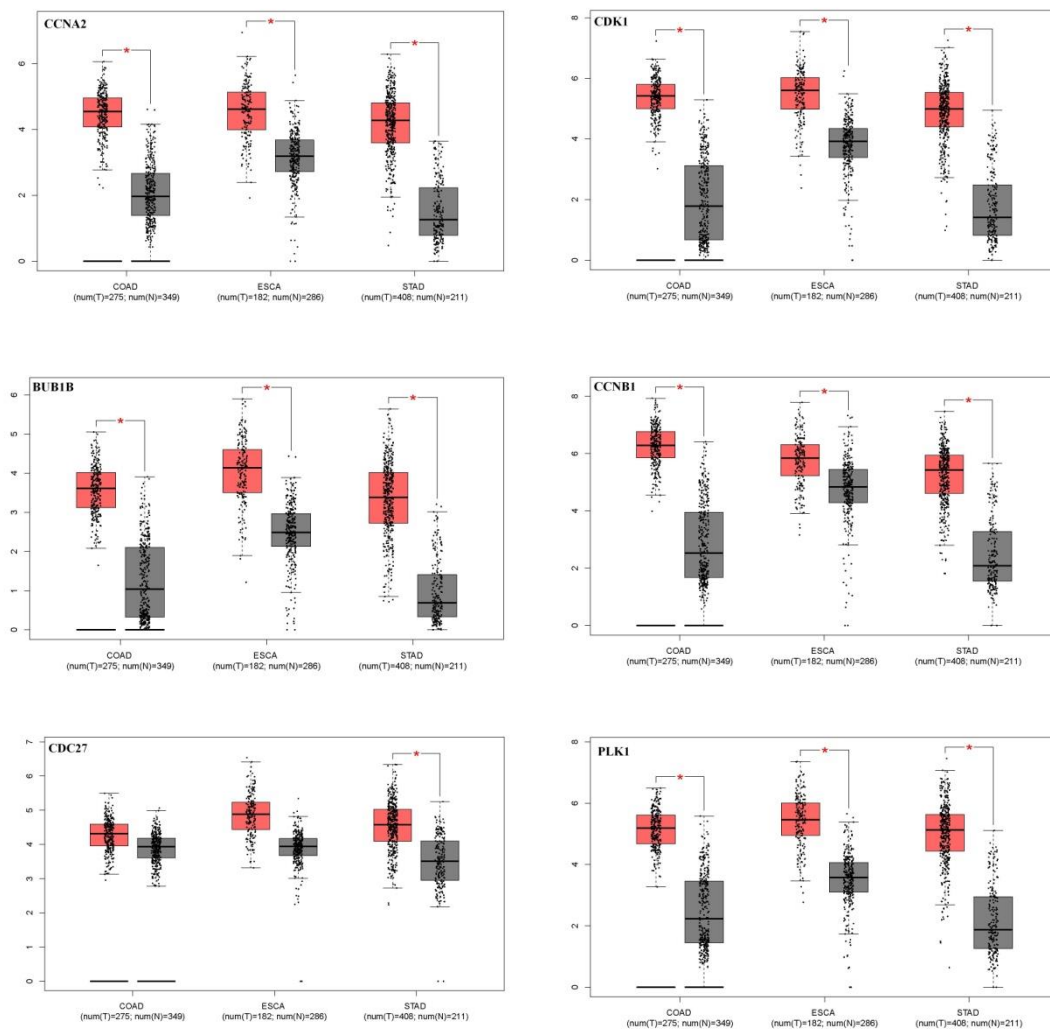 CCNA2
*
*
*
6
4
2
0
COAD
(num(T)=275; num(N)=349)
ESCA
(num(T)=182; num(N)=286)
STAD
(num(T)=408; num(N)=211)
CDK1
*
*
*
8
6
4
2
0
COAD
(num(T)=275; num(N)=349)
ESCA
(num(T)=182; num(N)=286)
STAD
(num(T)=408; num(N)=211)
BUB1B
*
*
*
6
5
4
3
2
1
0
COAD
(num(T)=275; num(N)=349)
ESCA
(num(T)=182; num(N)=286)
STAD
(num(T)=408; num(N)=211)
CCNB1
*
*
*
8
6
4
2
0
COAD
(num(T)=275; num(N)=349)
ESCA
(num(T)=182; num(N)=286)
STAD
(num(T)=408; num(N)=211)
CDC27
*
7
6
5
4
3
2
1
0
COAD
(num(T)=275; num(N)=349)
ESCA
(num(T)=182; num(N)=286)
STAD
(num(T)=408; num(N)=211)
PLK1
*
*
*
8
6
4
2
0
COAD
(num(T)=275; num(N)=349)
ESCA
(num(T)=182; num(N)=286)
STAD
(num(T)=408; num(N)=211)